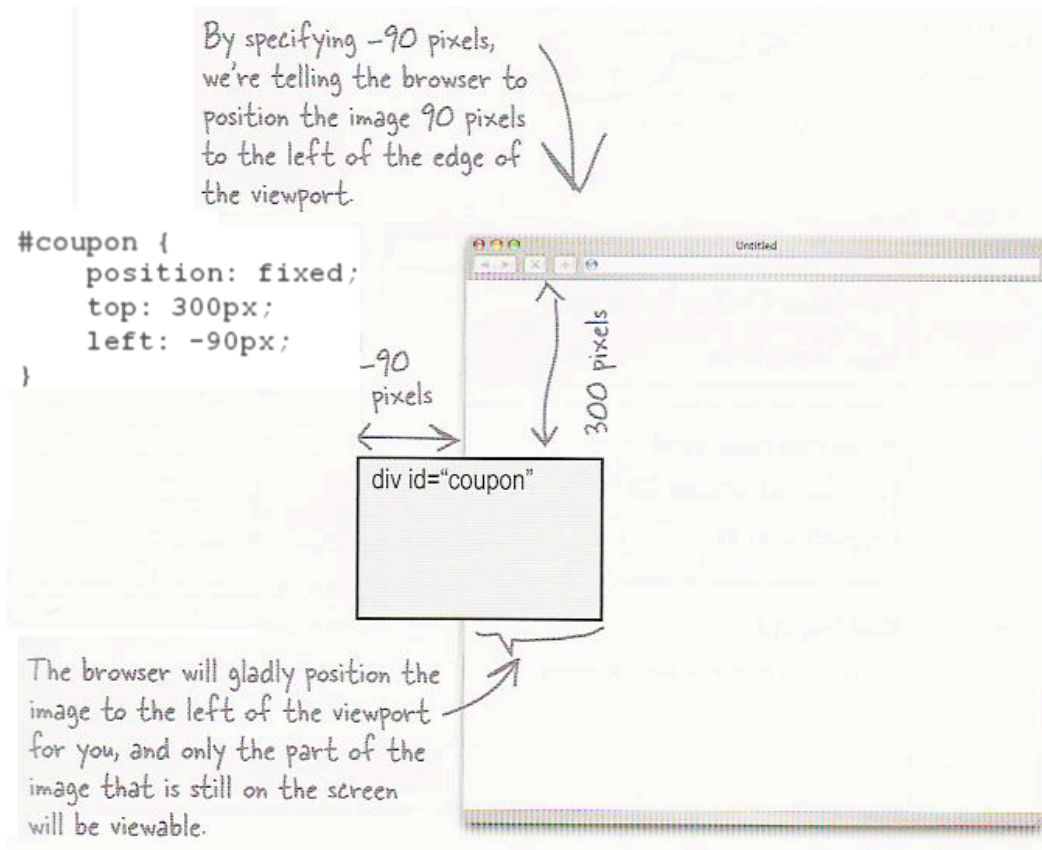 By specifying -90 pixels,
we're telling the browser to
position the image 90 pixels
to the left of the edge of
the viewport.
#coupon {
    position: fixed;
    top: 300px;
    left: -90px;
}
Untitled
-90
pixels
300 pixels
div id=“coupon”
The browser will gladly position the
image to the left of the viewport
for you, and only the part of the
image that is still on the screen
will be viewable.